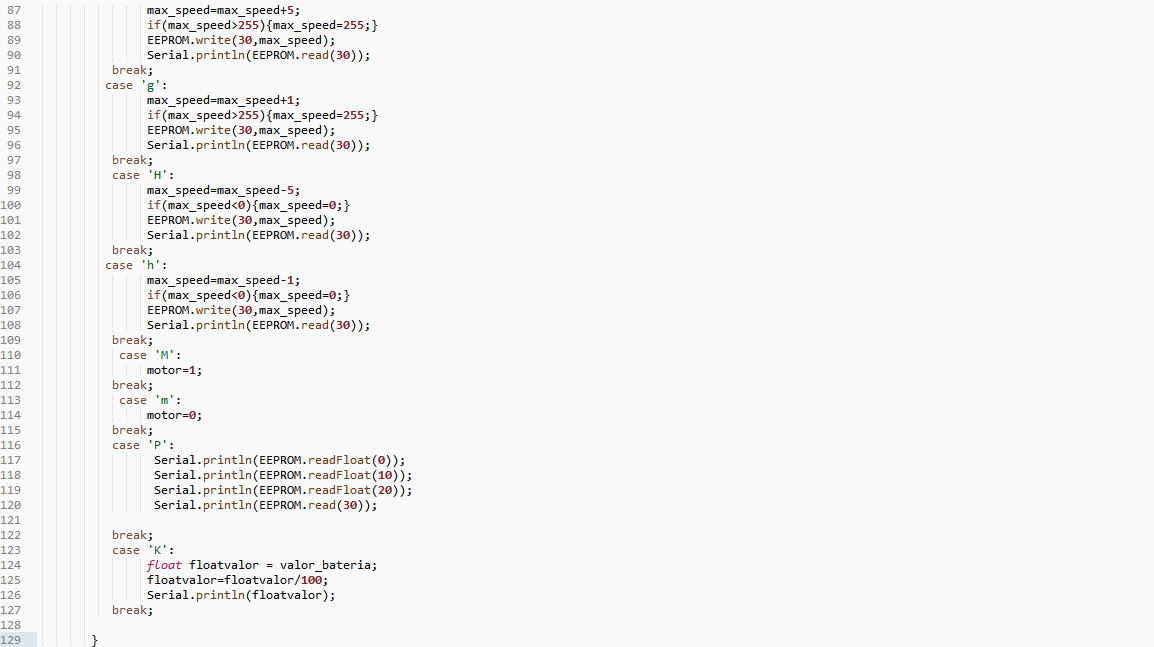 87 max_speed=max_speed+5;
88 if(max_speed>255){max_speed=255;}
89 EEPROM.write(30,max_speed);
90 Serial.println(EEPROM.read(30));
91 break;
92 case 'g':
93 max_speed=max_speed+1;
94 if(max_speed>255){max_speed=255;}
95 EEPROM.write(30,max_speed);
96 Serial.println(EEPROM.read(30));
97 break;
98 case 'H':
99 max_speed=max_speed-5;
100 if(max_speed<0){max_speed=0;}
101 EEPROM.write(30,max_speed);
102 Serial.println(EEPROM.read(30));
103 break;
104 case 'h':
105 max_speed=max_speed-1;
106 if(max_speed<0){max_speed=0;}
107 EEPROM.write(30,max_speed);
108 Serial.println(EEPROM.read(30));
109 break;
110 case 'M':
111 motor=1;
112 break;
113 case 'm':
114 motor=0;
115 break;
116 case 'P':
117 Serial.println(EEPROM.readFloat(0));
118 Serial.println(EEPROM.readFloat(10));
119 Serial.println(EEPROM.readFloat(20));
120 Serial.println(EEPROM.read(30));
121
122 break;
123 case 'K':
124 float floatvalor = valor_bateria;
125 floatvalor=floatvalor/100;
126 Serial.println(floatvalor);
127 break;
128
129 }